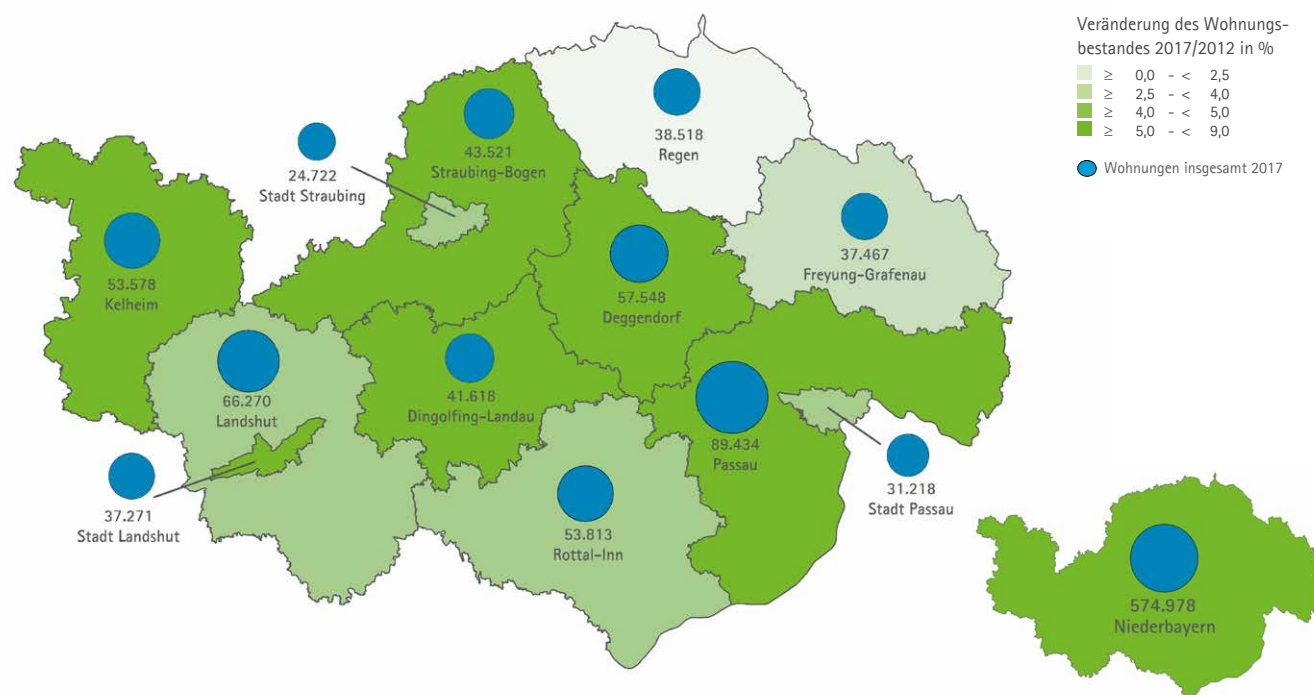 Veränderung des Wohnungs-
bestandes 2017/2012 in %
≥ 0,0 - < 2,5
≥ 2,5 - < 4,0
≥ 4,0 - < 5,0
≥ 5,0 - < 9,0
Wohnungen insgesamt 2017
38.518
Regen
43.521
Straubing-Bogen
24.722
Stadt Straubing
37.467
Freyung-Grafenau
53.578
Kelheim
57.548
Deggendorf
66.270
Landshut
41.618
Dingolfing-Landau
89.434
Passau
31.218
Stadt Passau
37.271
Stadt Landshut
53.813
Rottal-Inn
574.978
Niederbayern